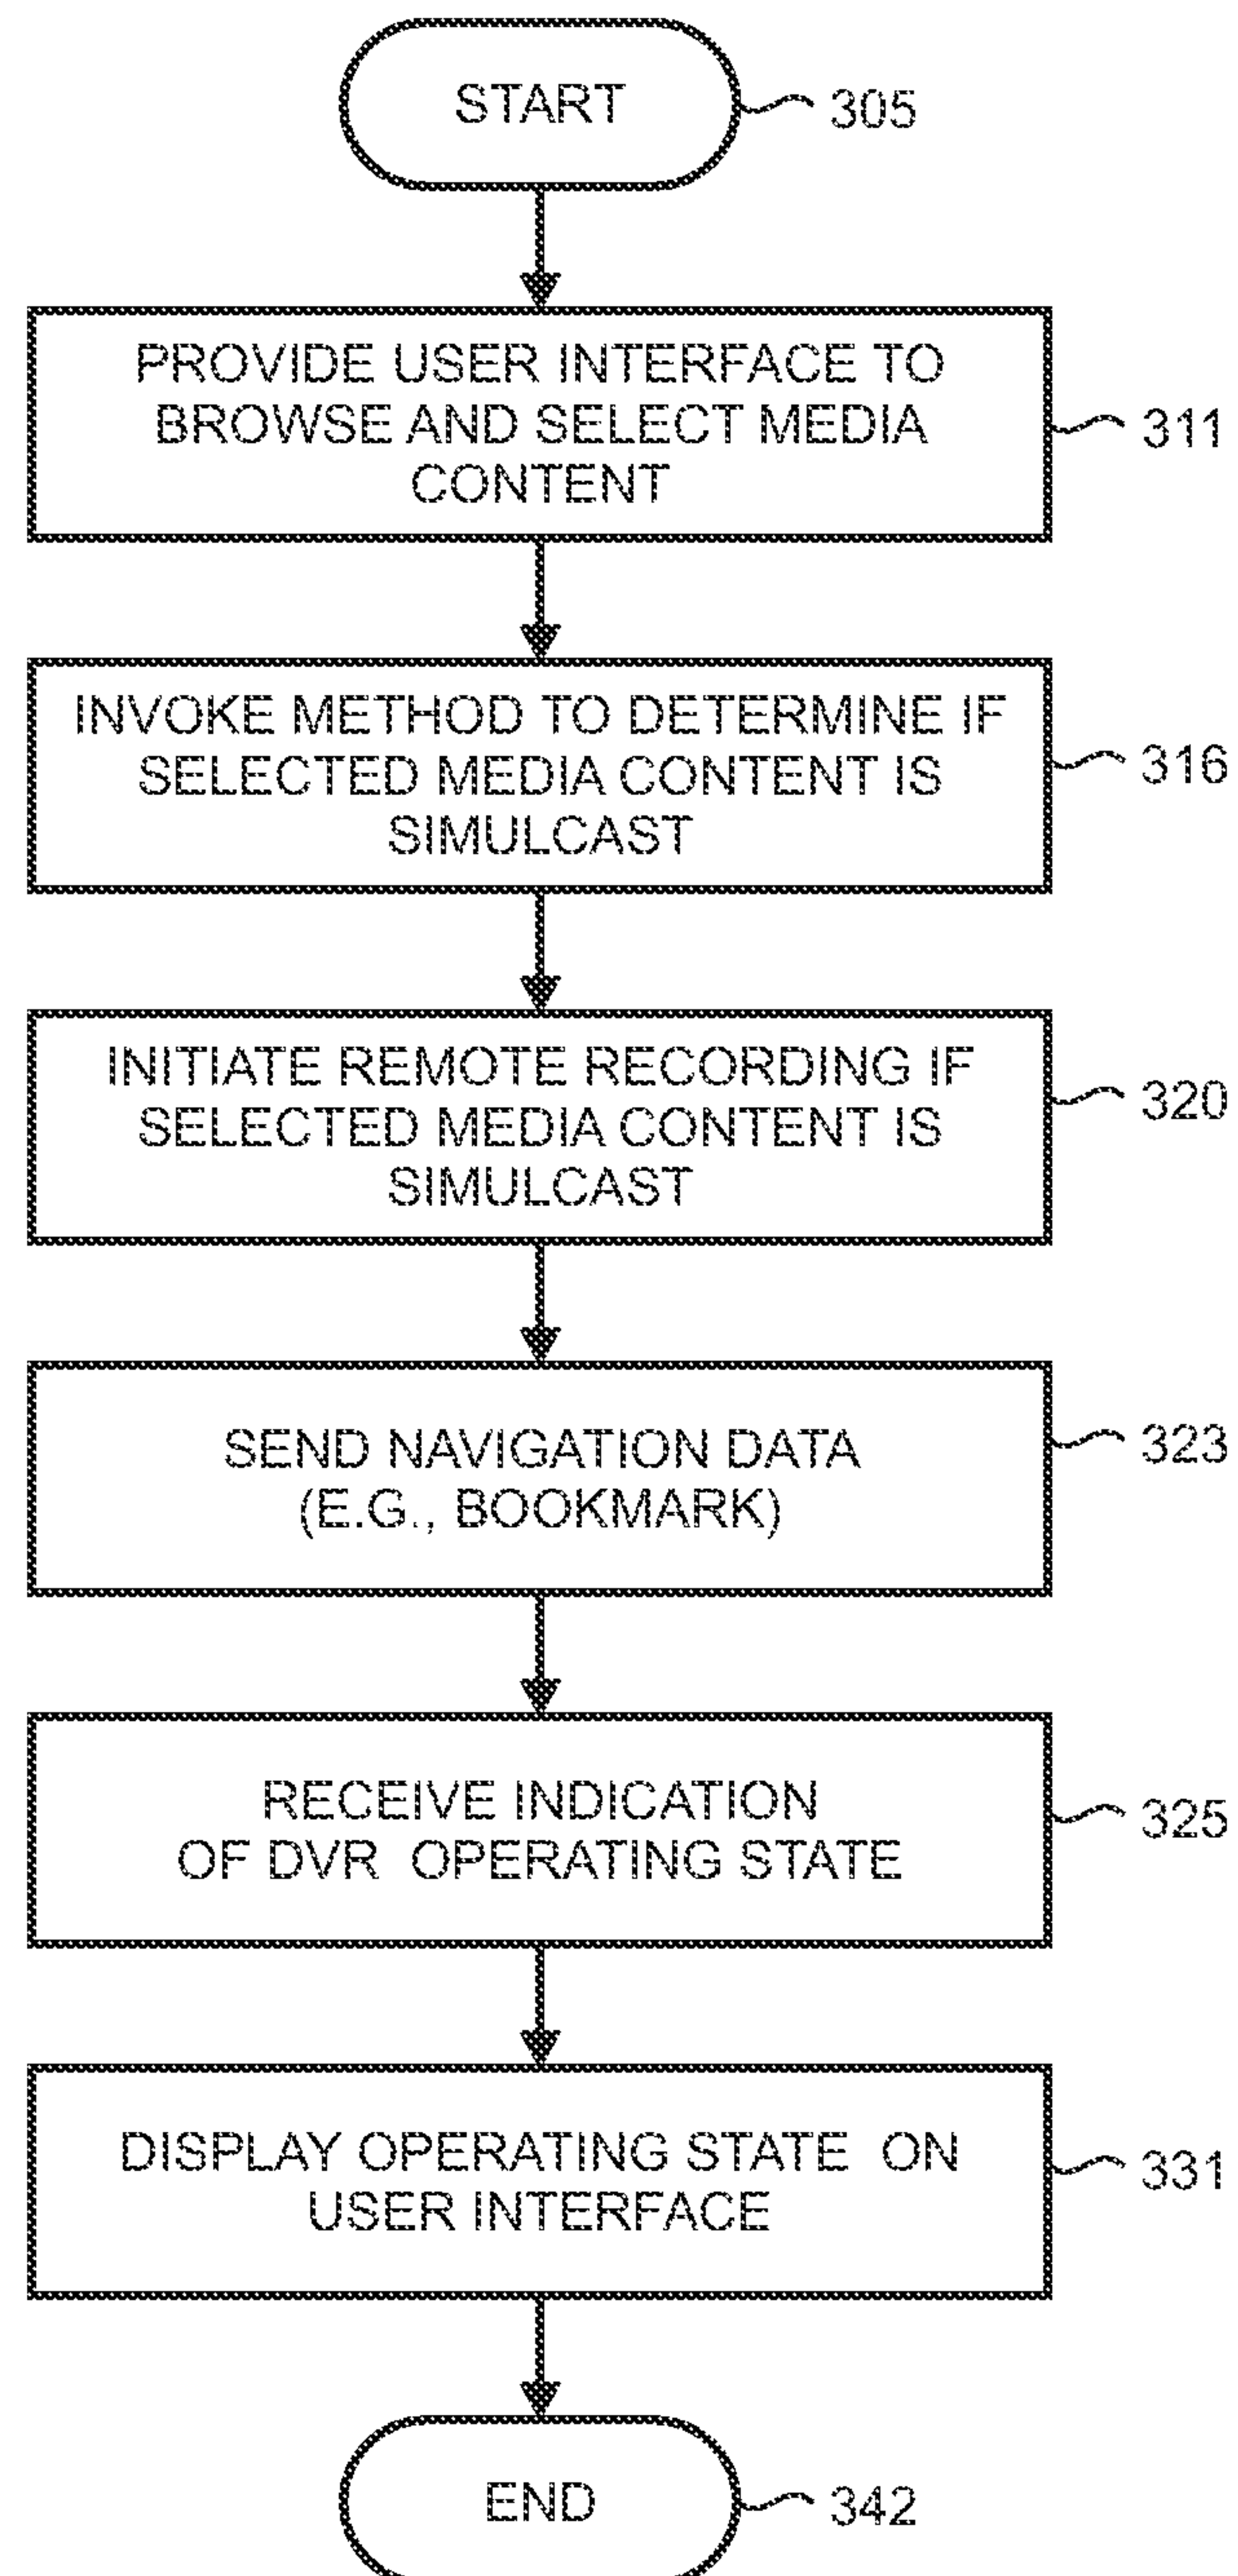 START
305
PROVIDE USER INTERFACE TO
BROWSE AND SELECT MEDIA
CONTENT
311
INVOKE METHOD TO DETERMINE IF
SELECTED MEDIA CONTENT IS
SIMULCAST
316
INITIATE REMOTE RECORDING IF
SELECTED MEDIA CONTENT IS
SIMULCAST
320
SEND NAVIGATION DATA
(E.G., BOOKMARK)
323
RECEIVE INDICATION
OF DVR OPERATING STATE
325
DISPLAY OPERATING STATE ON
USER INTERFACE
331
END
342